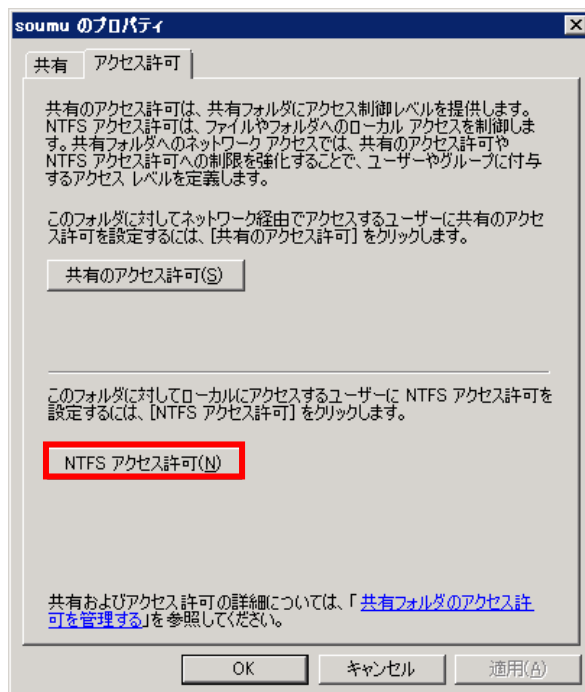 soumu のプロパティ
共有 アクセス許可
共有のアクセス許可は、共有フォルダにアクセス制御レベルを提供します。
NTFS アクセス許可は、ファイルやフォルダへのローカル アクセスを制御しま
す。共有フォルダへのネットワーク アクセスでは、共有のアクセス許可や
NTFS アクセス許可への制限を強化することで、ユーザーやグループに付与
するアクセス レベルを定義します。
このフォルダに対してネットワーク経由でアクセスするユーザーに共有のアクセ
ス許可を設定するには、[共有のアクセス許可] をクリックします。
共有のアクセス許可(S)
このフォルダに対してローカルにアクセスするユーザーに NTFS アクセス許可を
設定するには、[NTFS アクセス許可] をクリックします。
NTFS アクセス許可(N)
共有およびアクセス許可の詳細については、「共有フォルダのアクセス許
可を管理する」を参照してください。
OK キャンセル 適用(A)